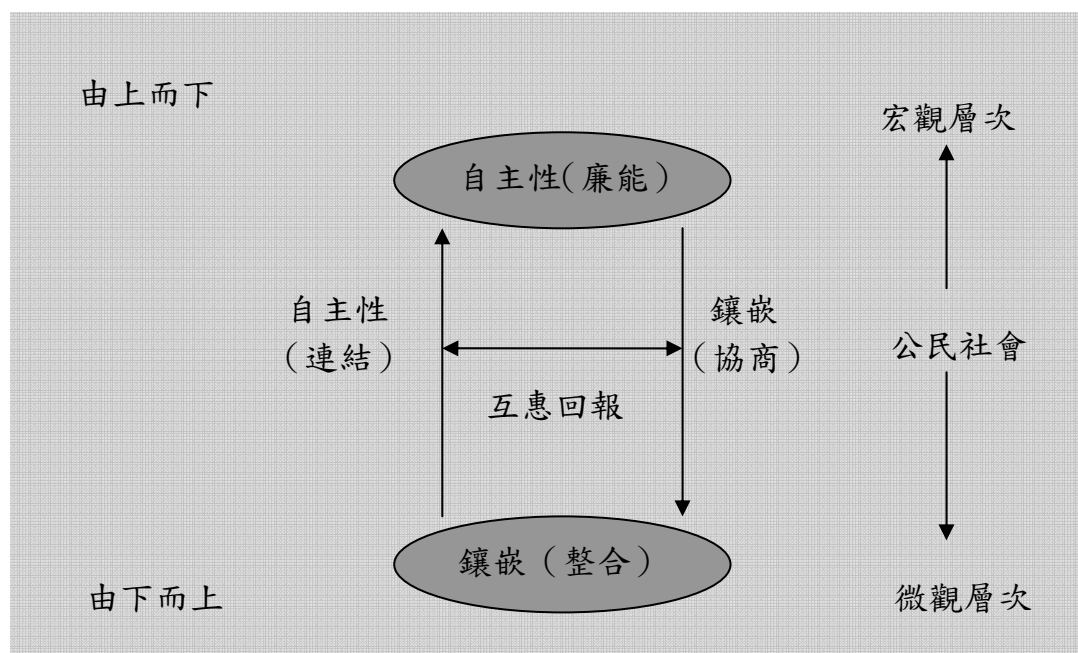 由上而下
宏觀層次
自主性（廉能）
自主性
（連結）
鑲嵌
（協商）
公民社會
互惠回報
鑲嵌（整合）
由下而上
微觀層次